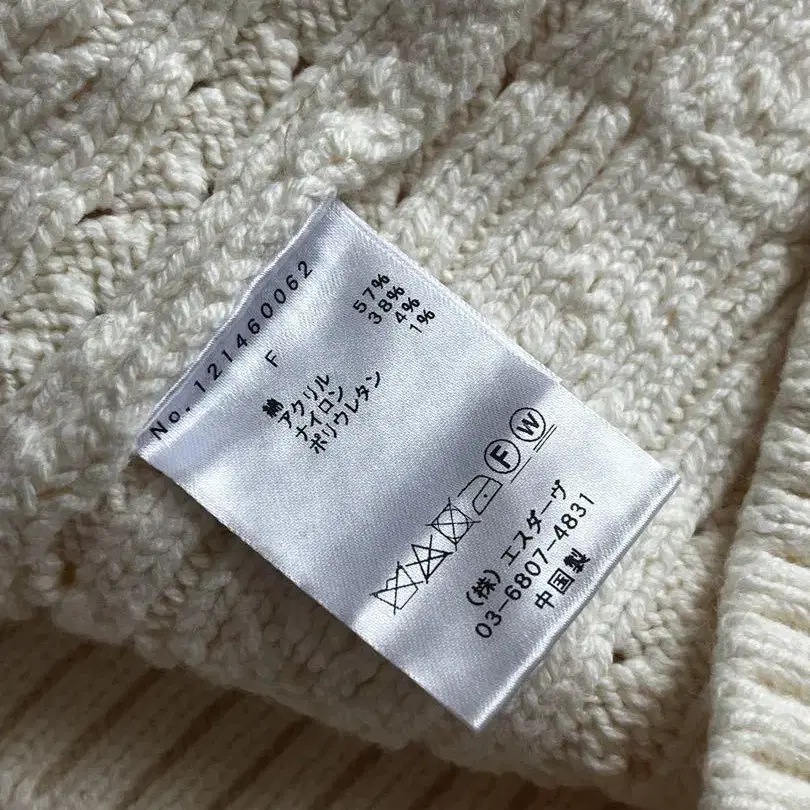 No. 121460062
F
綿 57%
アクリル 38%
ナイロン 4%
ポリウレタン 1%
F W
(株) エスダーヴ
03-6807-4831
中国製